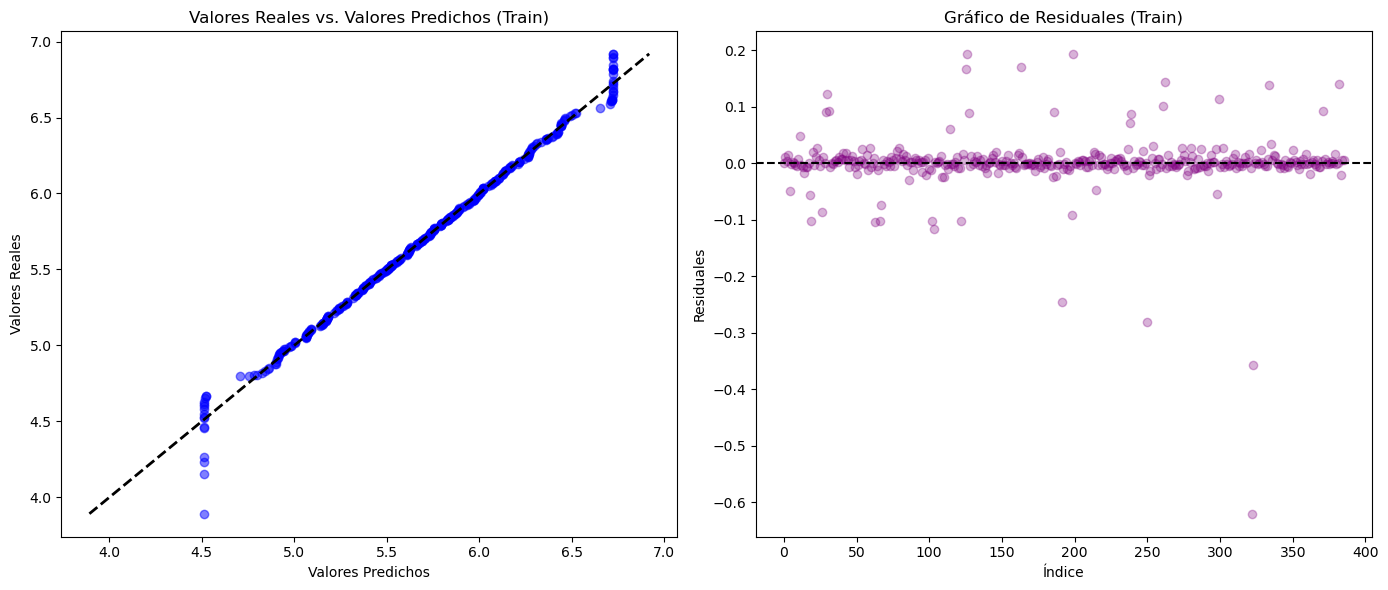 Valores Reales vs. Valores Predichos (Train)
Valores Reales
7.0
6.5
6.0
5.5
5.0
4.5
4.0
4.0 4.5 5.0 5.5 6.0 6.5 7.0
Valores Predichos
Gráfico de Residuales (Train)
Residuales
0.2
0.1
0.0
−0.1
−0.2
−0.3
−0.4
−0.5
−0.6
0 50 100 150 200 250 300 350 400
Índice